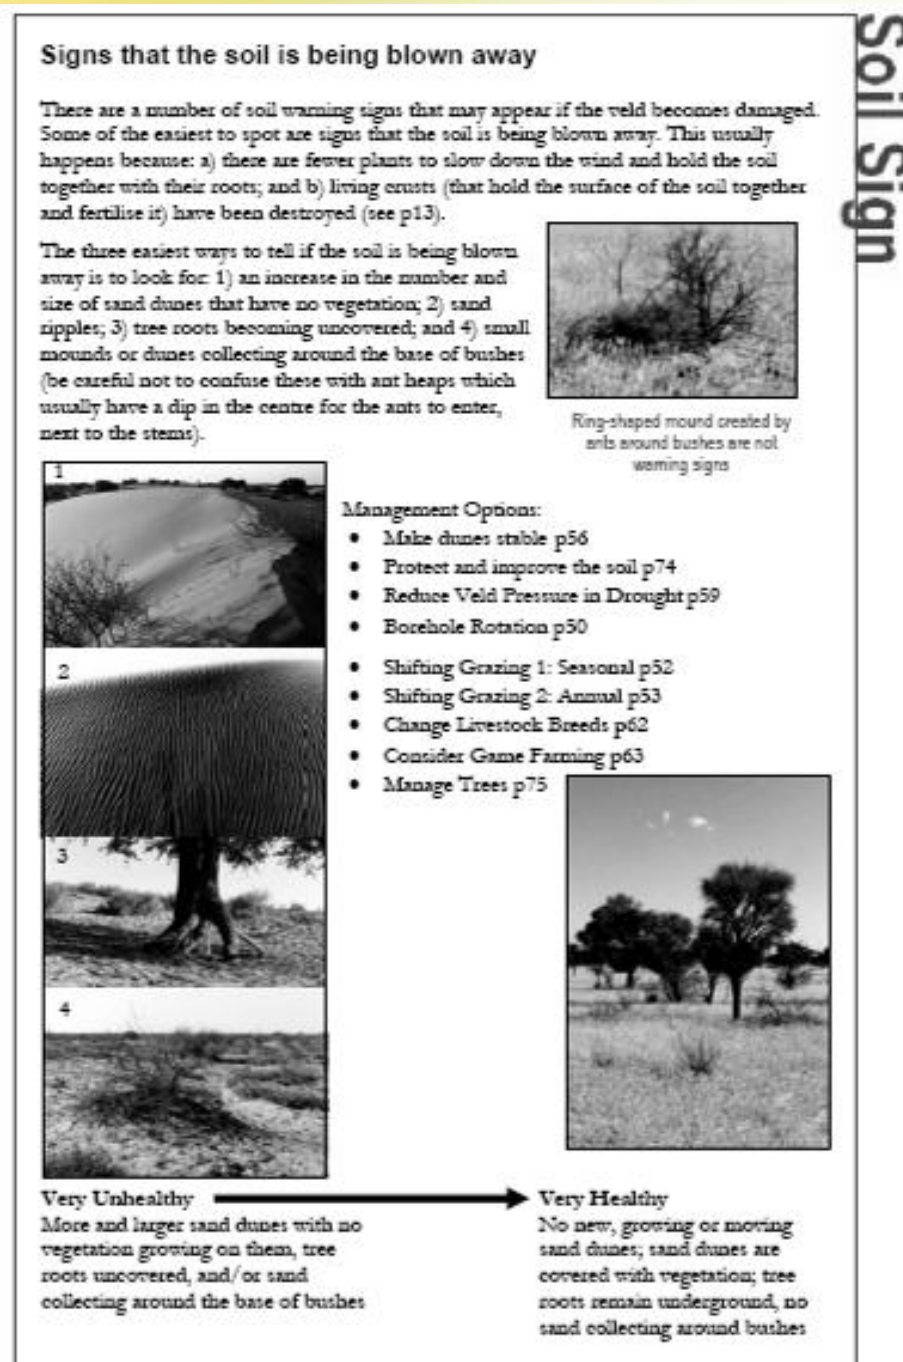 Soil Sign
Signs that the soil is being blown away
There are a number of soil warning signs that may appear if the veld becomes damaged.
Some of the easiest to spot are signs that the soil is being blown away. This usually
happens because: a) there are fewer plants to slow down the wind and hold the soil
together with their roots; and b) living crusts (that hold the surface of the soil together
and fertilise it) have been destroyed (see p13).
The three easiest ways to tell if the soil is being blown
away is to look for: 1) an increase in the number and
size of sand dunes that have no vegetation; 2) sand
ripples; 3) tree roots becoming uncovered; and 4) small
mounds or dunes collecting around the base of bushes
(be careful not to confuse these with ant heaps which
usually have a dip in the centre for the ants to enter,
next to the stems).
Ring-shaped mound created by
ants around bushes are not
warning signs
1
2
3
4
Management Options:
• Make dunes stable p56
• Protect and improve the soil p74
• Reduce Veld Pressure in Drought p59
• Borehole Rotation p50
• Shifting Grazing 1: Seasonal p52
• Shifting Grazing 2: Annual p53
• Change Livestock Breeds p62
• Consider Game Farming p63
• Manage Trees p75
Very Unhealthy
More and larger sand dunes with no
vegetation growing on them, tree
roots uncovered, and/or sand
collecting around the base of bushes
Very Healthy
No new, growing or moving
sand dunes; sand dunes are
covered with vegetation; tree
roots remain underground, no
sand collecting around bushes